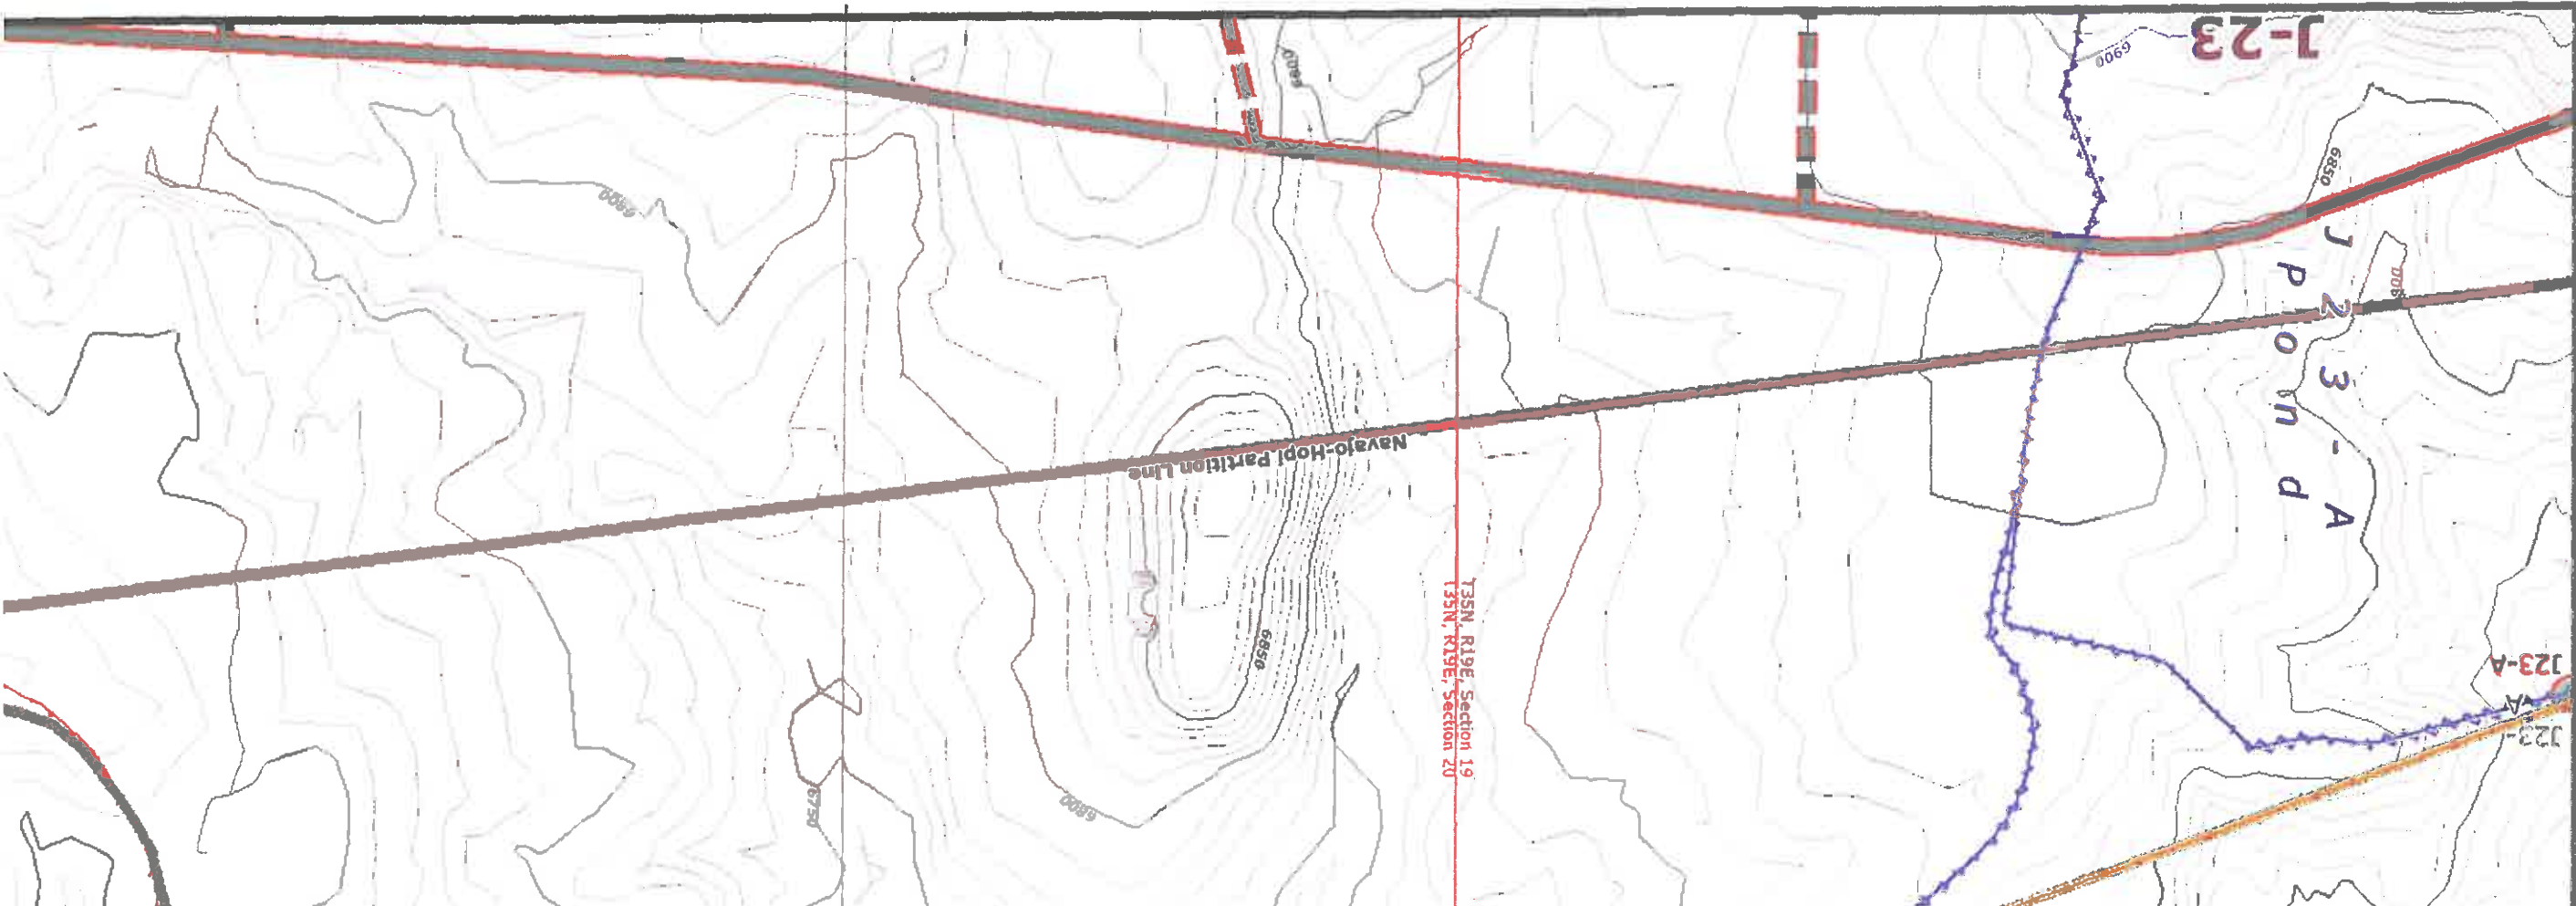 J-23
6900
6900
6850
6800
J 23-A
Pond
Navajo-Hopi Partition Line
T35N, R19E, Section 19
T35N, R19E, Section 20
6850
J23-A
6750
6800